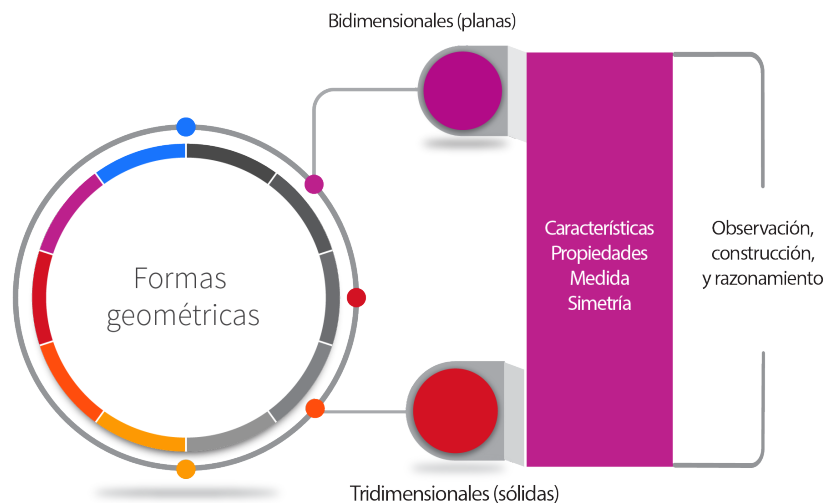 Bidimensionales (planas)
Formas
geométricas
Características
Propiedades
Medida
Simetría
Observación,
construcción,
y razonamiento
Tridimensionales (sólidas)